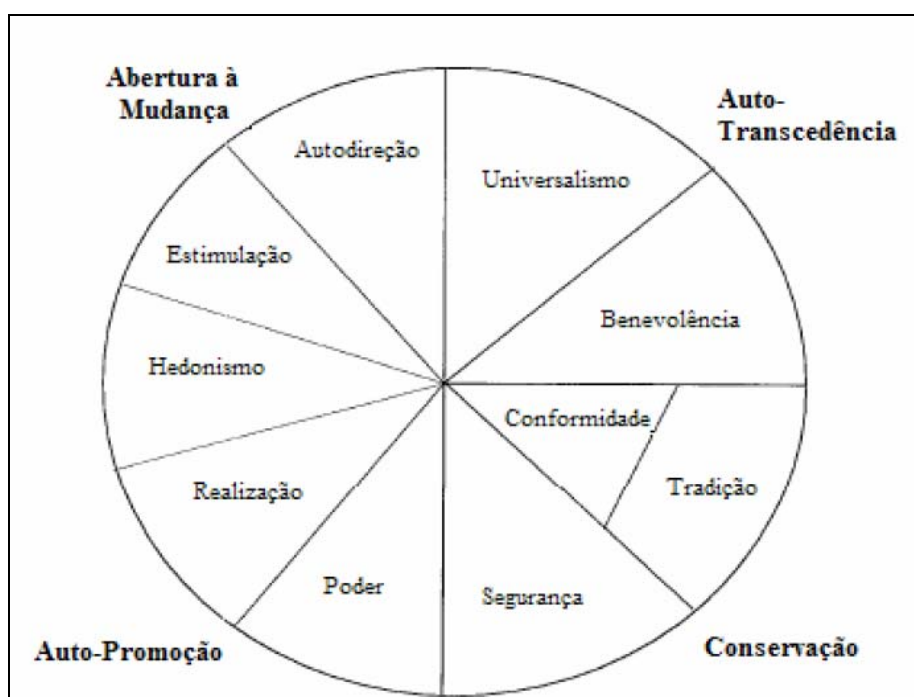 Abertura à
Mudança
Auto-
Transcedência
Autodireção
Universalismo
Estimulação
Benevolência
Hedonismo
Conformidade
Realização
Tradição
Poder
Segurança
Auto-Promoção
Conservação